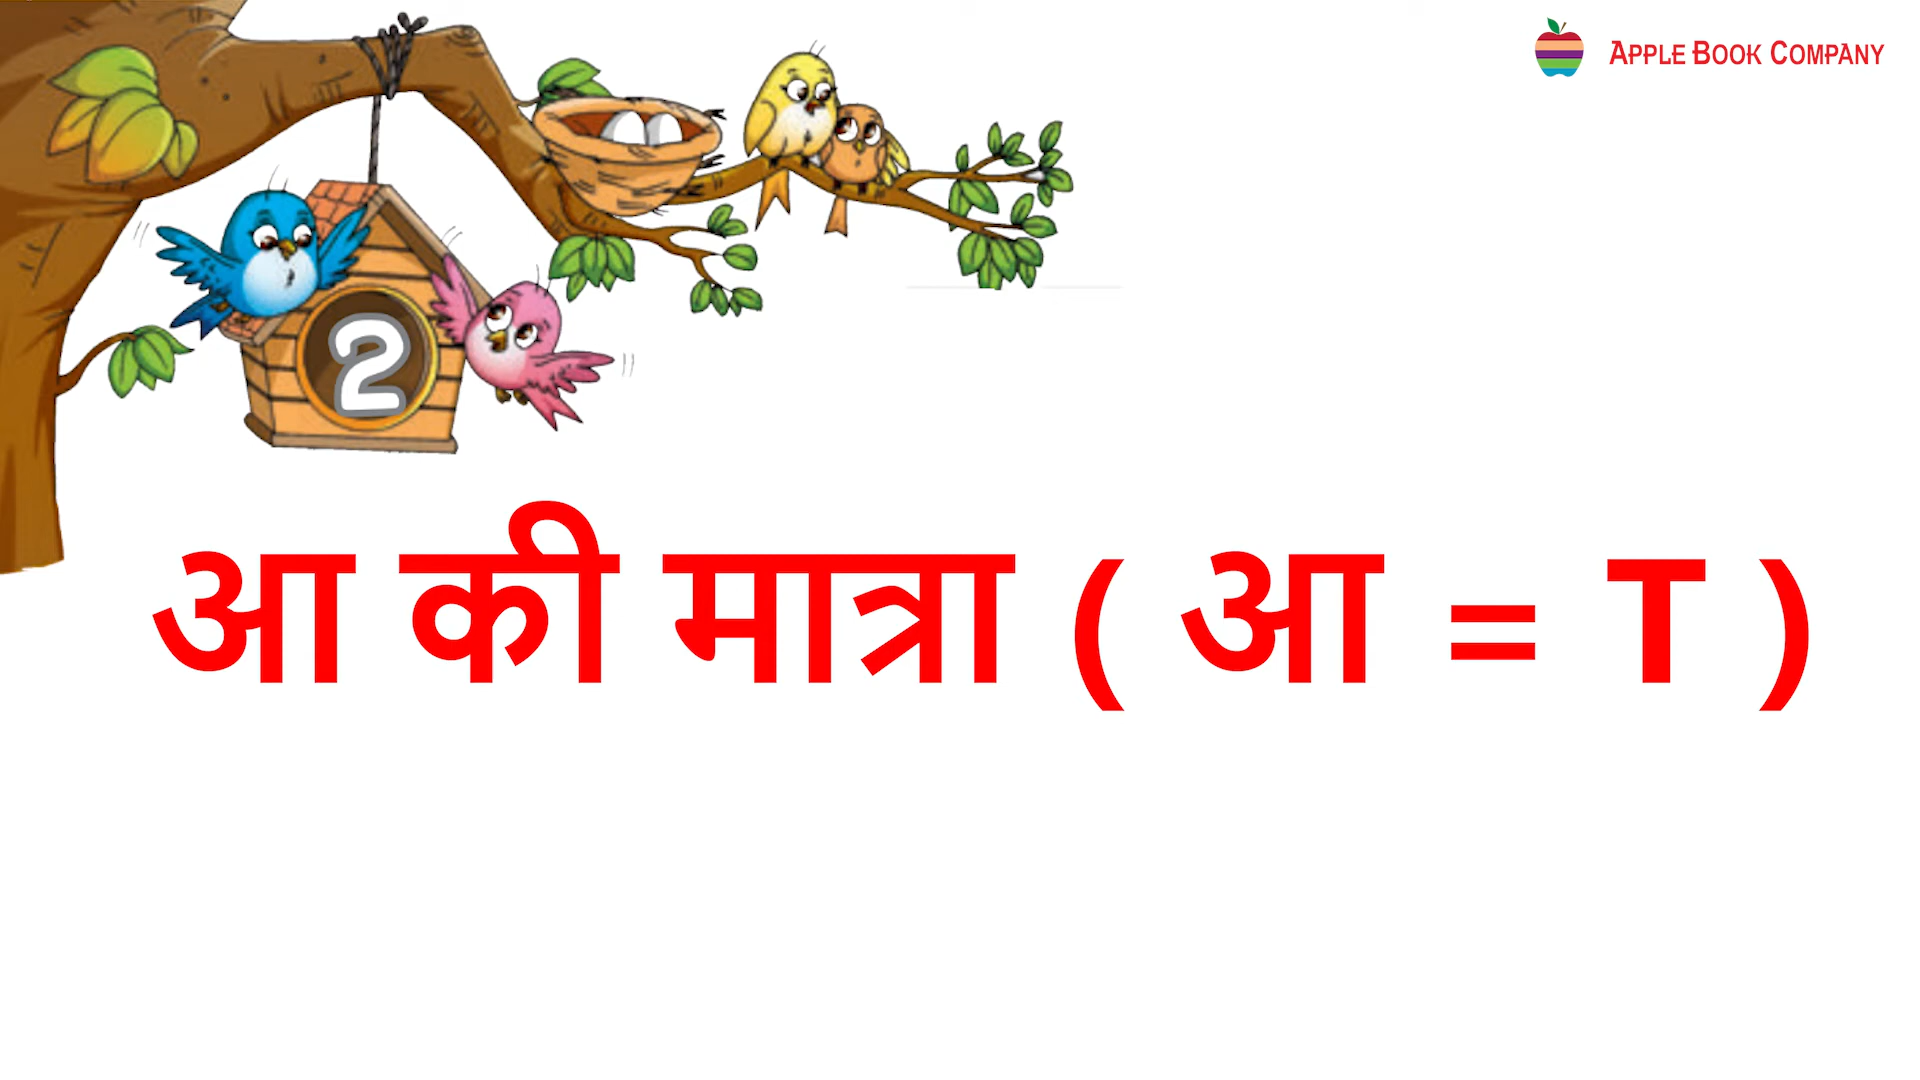 APPLE BOOK COMPANY
2
आ की मात्रा ( आ = T )